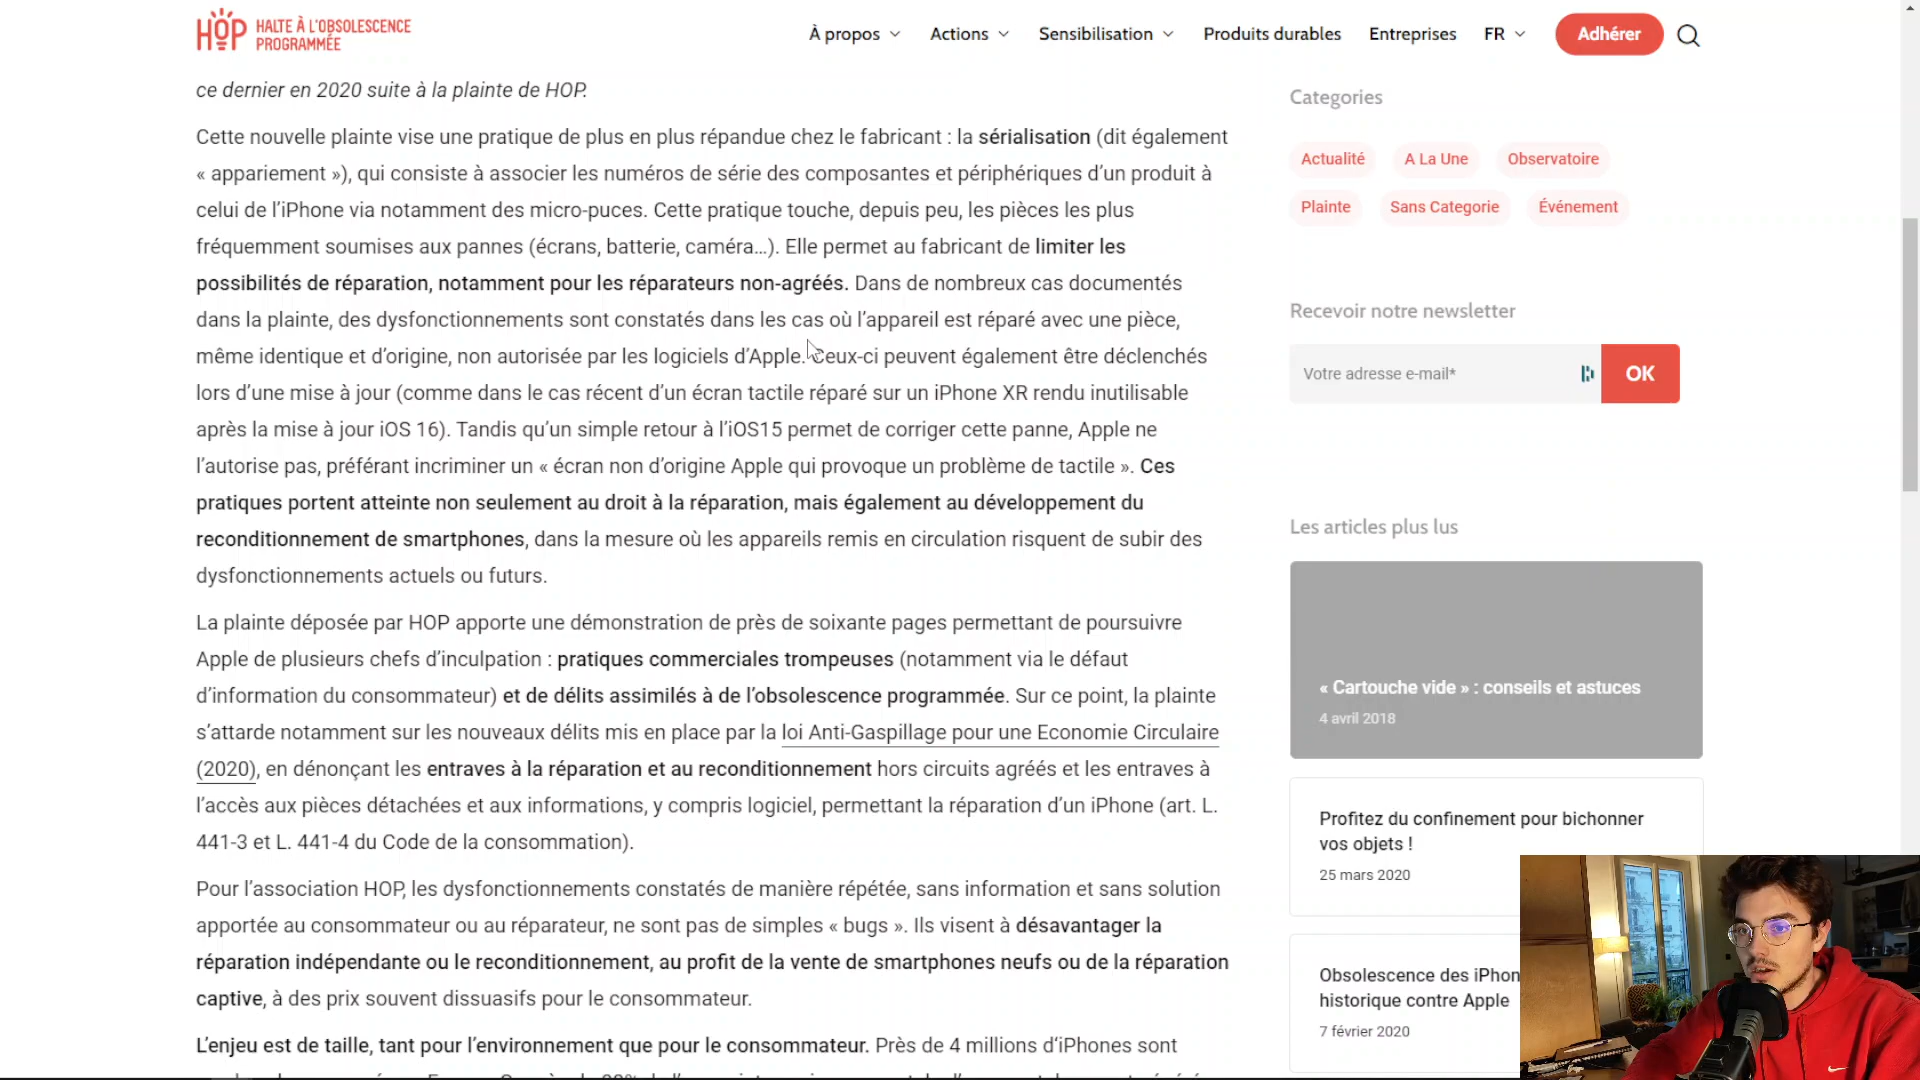 HOP HALTE À L'OBSOLESCENCE
PROGRAMMÉE
À propos
Actions
Sensibilisation
Produits durables
Entreprises
FR
Adhérer
ce dernier en 2020 suite à la plainte de HOP.
Cette nouvelle plainte vise une pratique de plus en plus répandue chez le fabricant : la sérialisation (dit également
« appariement »), qui consiste à associer les numéros de série des composantes et périphériques d’un produit à
celui de l’iPhone via notamment des micro-puces. Cette pratique touche, depuis peu, les pièces les plus
fréquemment soumises aux pannes (écrans, batterie, caméra…). Elle permet au fabricant de limiter les
possibilités de réparation, notamment pour les réparateurs non-agréés. Dans de nombreux cas documentés
dans la plainte, des dysfonctionnements sont constatés dans les cas où l’appareil est réparé avec une pièce,
même identique et d’origine, non autorisée par les logiciels d’Apple. Ceux-ci peuvent également être déclenchés
lors d’une mise à jour (comme dans le cas récent d’un écran tactile réparé sur un iPhone XR rendu inutilisable
après la mise à jour iOS 16). Tandis qu’un simple retour à l’iOS15 permet de corriger cette panne, Apple ne
l’autorise pas, préférant incriminer un « écran non d’origine Apple qui provoque un problème de tactile ». Ces
pratiques portent atteinte non seulement au droit à la réparation, mais également au développement du
reconditionnement de smartphones, dans la mesure où les appareils remis en circulation risquent de subir des
dysfonctionnements actuels ou futurs.
La plainte déposée par HOP apporte une démonstration de près de soixante pages permettant de poursuivre
Apple de plusieurs chefs d’inculpation : pratiques commerciales trompeuses (notamment via le défaut
d’information du consommateur) et de délits assimilés à de l’obsolescence programmée. Sur ce point, la plainte
s’attarde notamment sur les nouveaux délits mis en place par la loi Anti-Gaspillage pour une Economie Circulaire
(2020), en dénonçant les entraves à la réparation et au reconditionnement hors circuits agréés et les entraves à
l’accès aux pièces détachées et aux informations, y compris logiciel, permettant la réparation d’un iPhone (art. L.
441-3 et L. 441-4 du Code de la consommation).
Pour l’association HOP, les dysfonctionnements constatés de manière répétée, sans information et sans solution
apportée au consommateur ou au réparateur, ne sont pas de simples « bugs ». Ils visent à désavantager la
réparation indépendante ou le reconditionnement, au profit de la vente de smartphones neufs ou de la réparation
captive, à des prix souvent dissuasifs pour le consommateur.
L’enjeu est de taille, tant pour l’environnement que pour le consommateur. Près de 4 millions d‘iPhones sont
Categories
Actualité
A La Une
Observatoire
Plainte
Sans Categorie
Événement
Recevoir notre newsletter
Votre adresse e-mail*
OK
Les articles plus lus
« Cartouche vide » : conseils et astuces
4 avril 2018
Profitez du confinement pour bichonner
vos objets !
25 mars 2020
Obsolescence des iPhon
historique contre Apple
7 février 2020